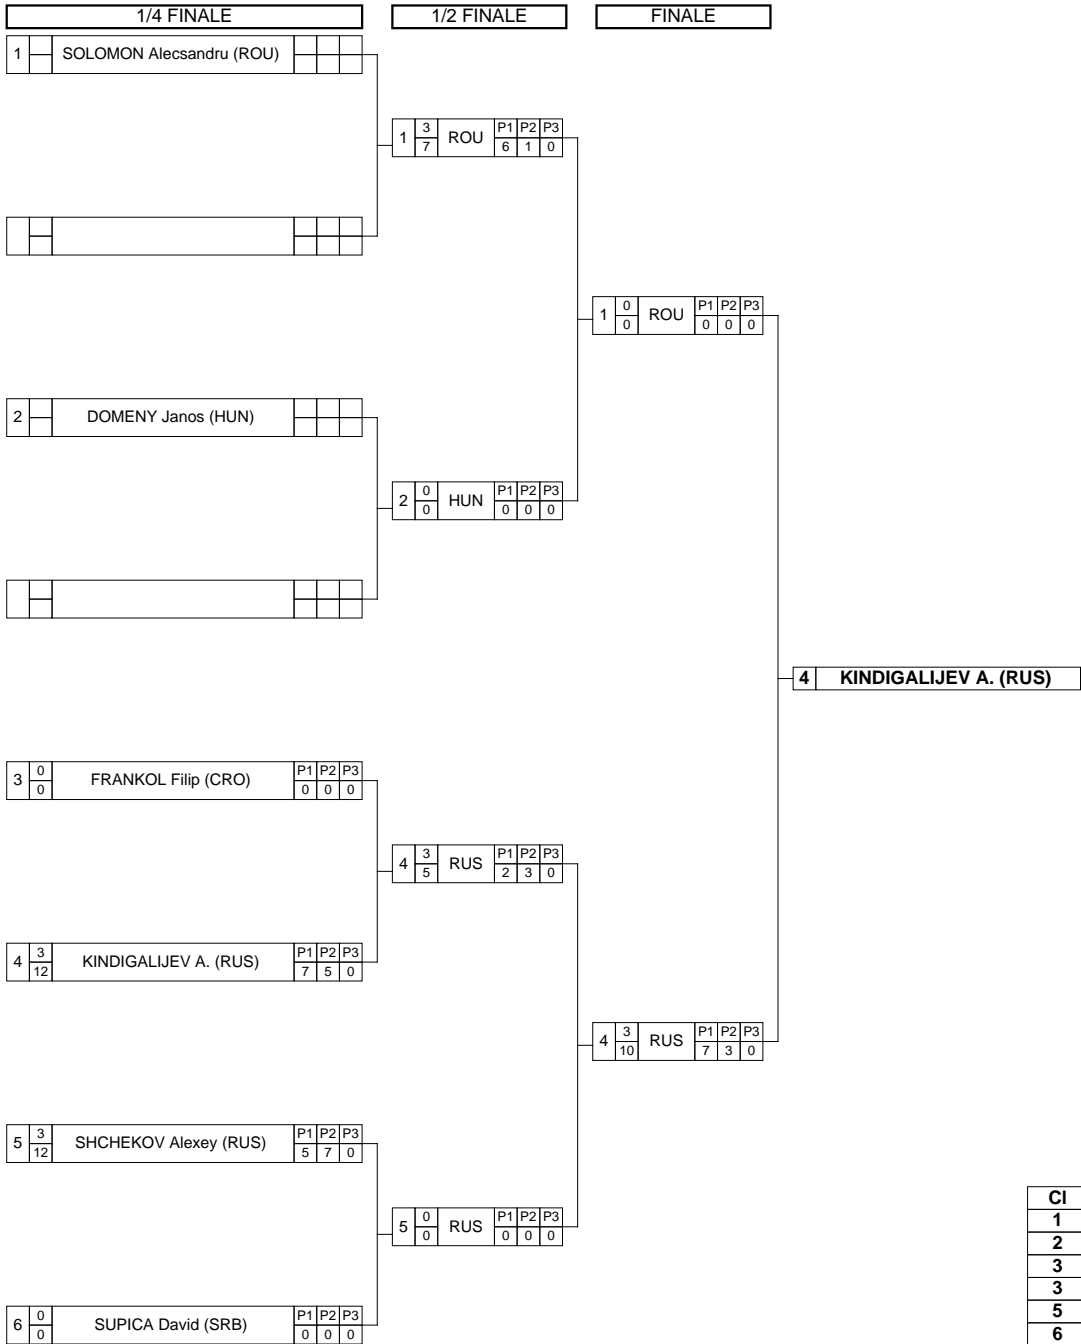 1/4 FINALE 1/2 FINALE FINALE
1 SOLOMON Alecsandru (ROU)
1 3 7 ROU P1 P2 P3 6 1 0
1 0 0 ROU P1 P2 P3 0 0 0
2 DOMENY Janos (HUN)
2 0 0 HUN P1 P2 P3 0 0 0
4 KINDIGALIJEV A. (RUS)
3 0 0 FRANKOL Filip (CRO) P1 P2 P3 0 0 0
4 3 5 RUS P1 P2 P3 2 3 0
4 3 12 KINDIGALIJEV A. (RUS) P1 P2 P3 7 5 0
4 3 10 RUS P1 P2 P3 7 3 0
5 3 12 SHCHEKOV Alexey (RUS) P1 P2 P3 5 7 0
5 0 0 RUS P1 P2 P3 0 0 0
6 0 0 SUPICA David (SRB) P1 P2 P3 0 0 0
Cl
1
2
3
3
5
6